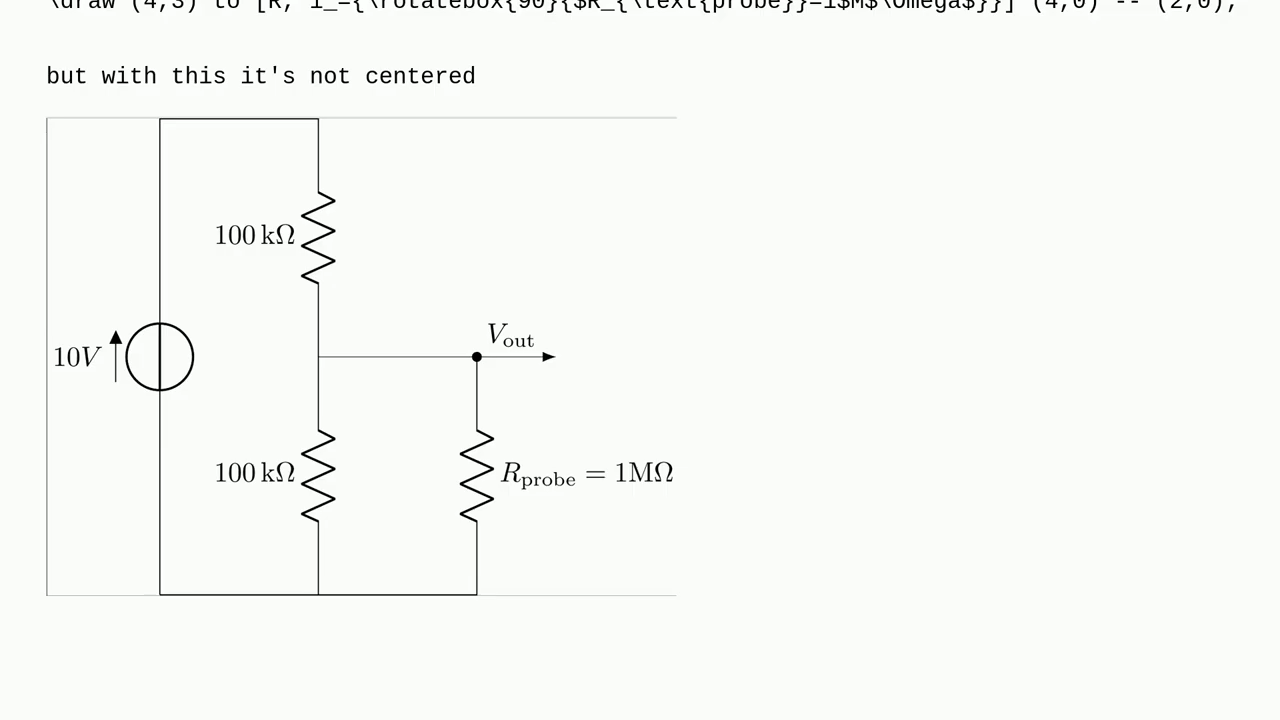 \draw (4,3) to [R, l_={\rotatebox{90}{$R_{\text{probe}}=1$M$\Omega$}}] (4,0) -- (2,0);
but with this it's not centered
100 kΩ
10V
V_out
100 kΩ
R_probe = 1MΩ